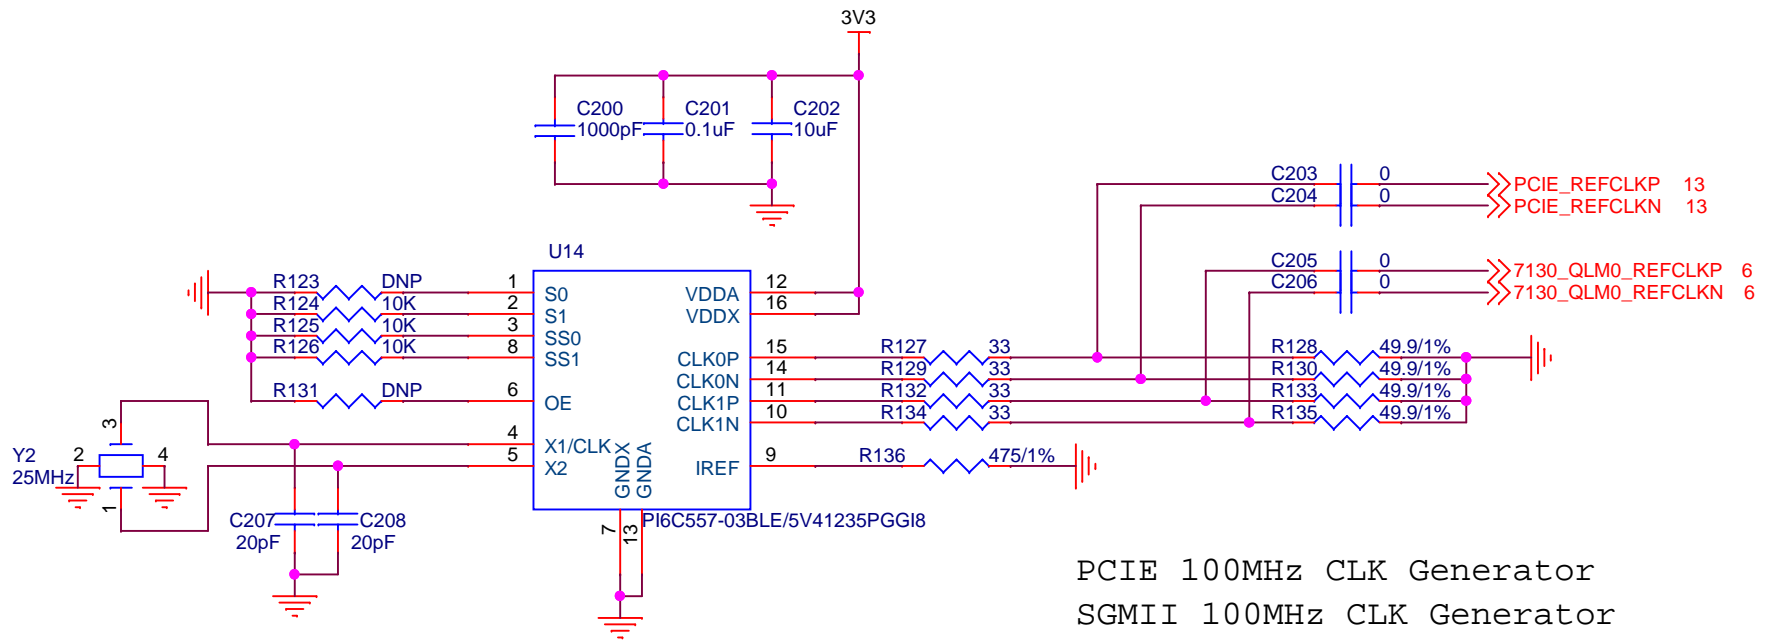 3V3
C200 C201 C202
1000pF 0.1uF 10uF
C203 0 PCIE_REFCLKP 13
C204 0 PCIE_REFCLKN 13
U14
C205 0 7130_QLM0_REFCLKP 6
C206 0 7130_QLM0_REFCLKN 6
R123 DNP 1 S0 VDDA 12
R124 10K 2 S1 VDDX 16
R125 10K 3 SS0
R126 10K 8 SS1 CLK0P 15 R127 33 R128 49.9/1%
CLK0N 14 R129 33 R130 49.9/1%
R131 DNP 6 OE CLK1P 11 R132 33 R133 49.9/1%
CLK1N 10 R134 33 R135 49.9/1%
4 X1/CLK
5 X2 IREF 9 R136 475/1%
GNDX GNDA
7 13
Y2 2 3 4 1
25MHz
PI6C557-03BLE/5V41235PGGI8
C207 C208
20pF 20pF
PCIE 100MHz CLK Generator
SGMII 100MHz CLK Generator